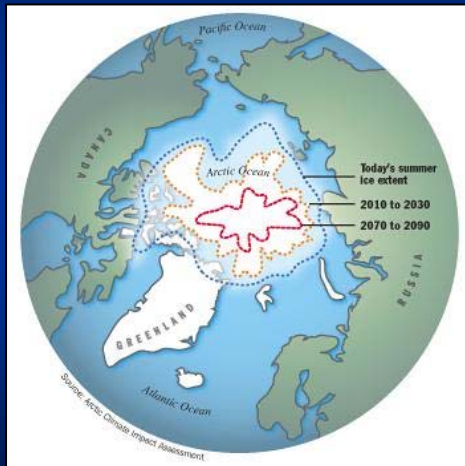 Pacific Ocean
CANADA
Arctic Ocean
Today's summer
ice extent
2010 to 2030
2070 to 2090
RUSSIA
GREENLAND
Atlantic Ocean
Source: Arctic Climate Impact Assessment